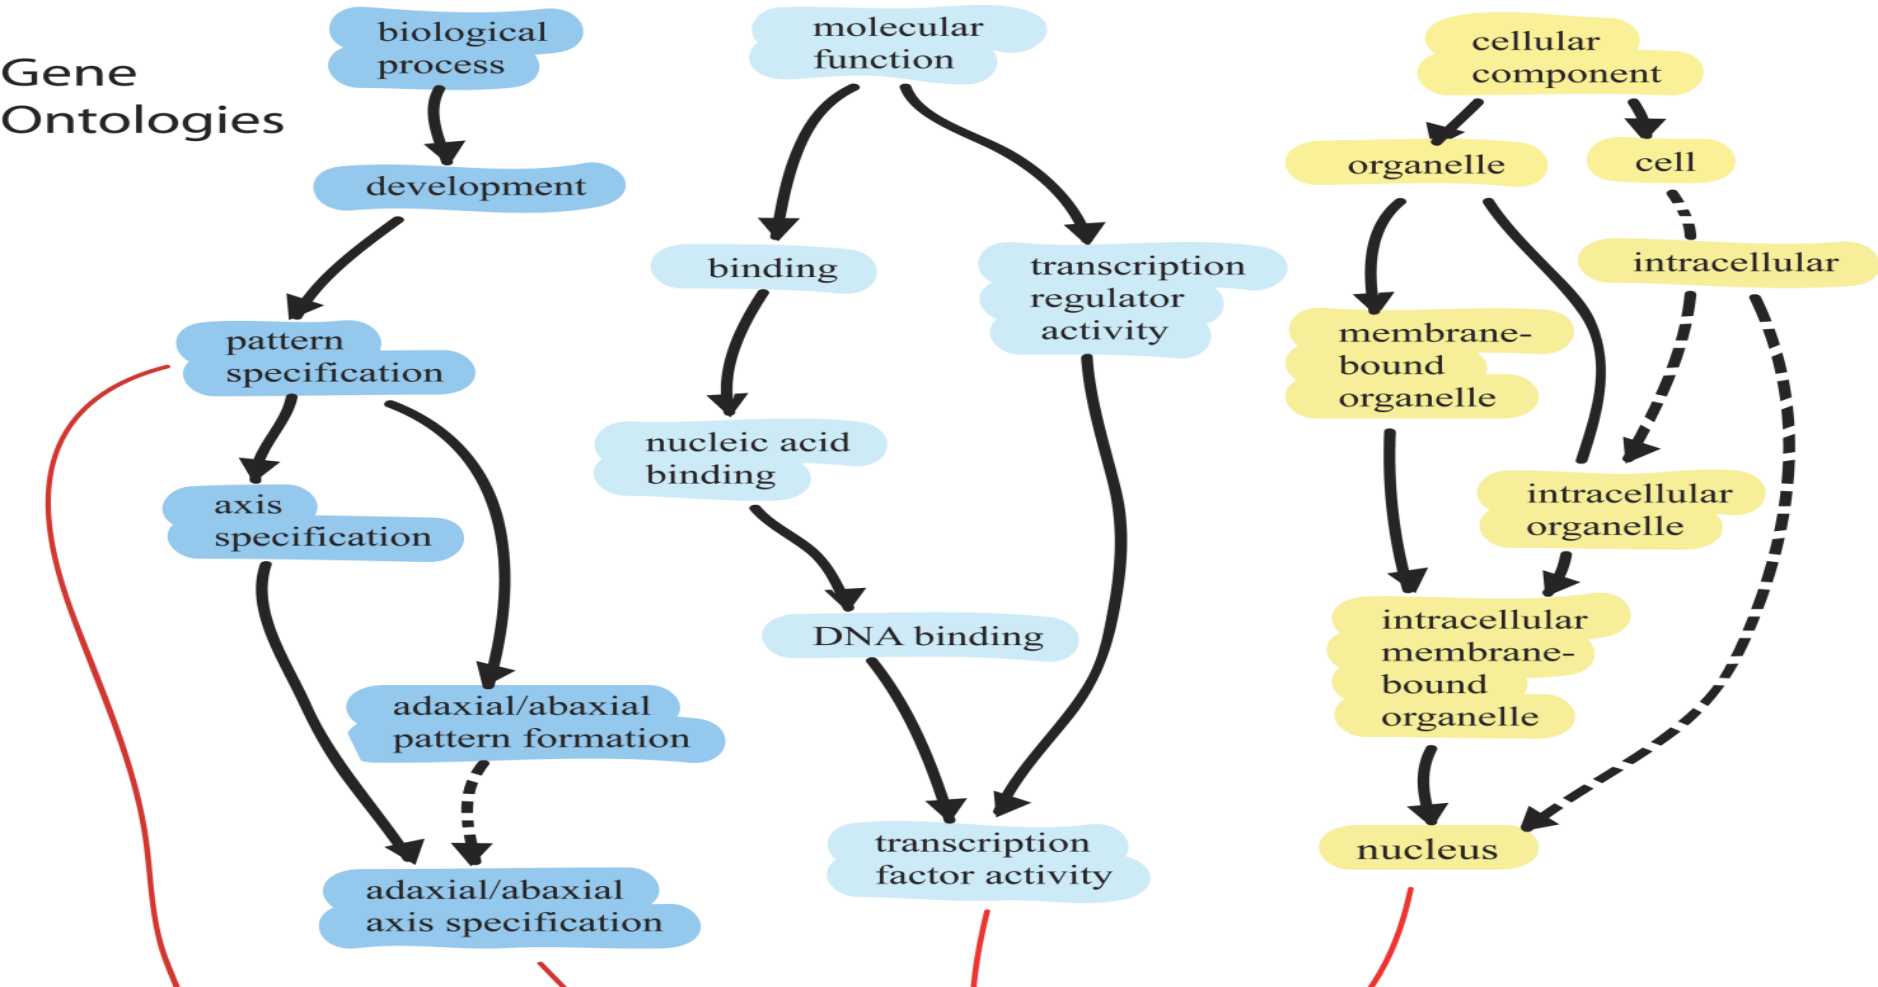 Gene
Ontologies
biological
process
development
pattern
specification
axis
specification
adaxial/abaxial
pattern formation
adaxial/abaxial
axis specification
molecular
function
binding
transcription
regulator
activity
nucleic acid
binding
DNA binding
transcription
factor activity
cellular
component
organelle
cell
intracellular
membrane-
bound
organelle
intracellular
organelle
intracellular
membrane-
bound
organelle
nucleus